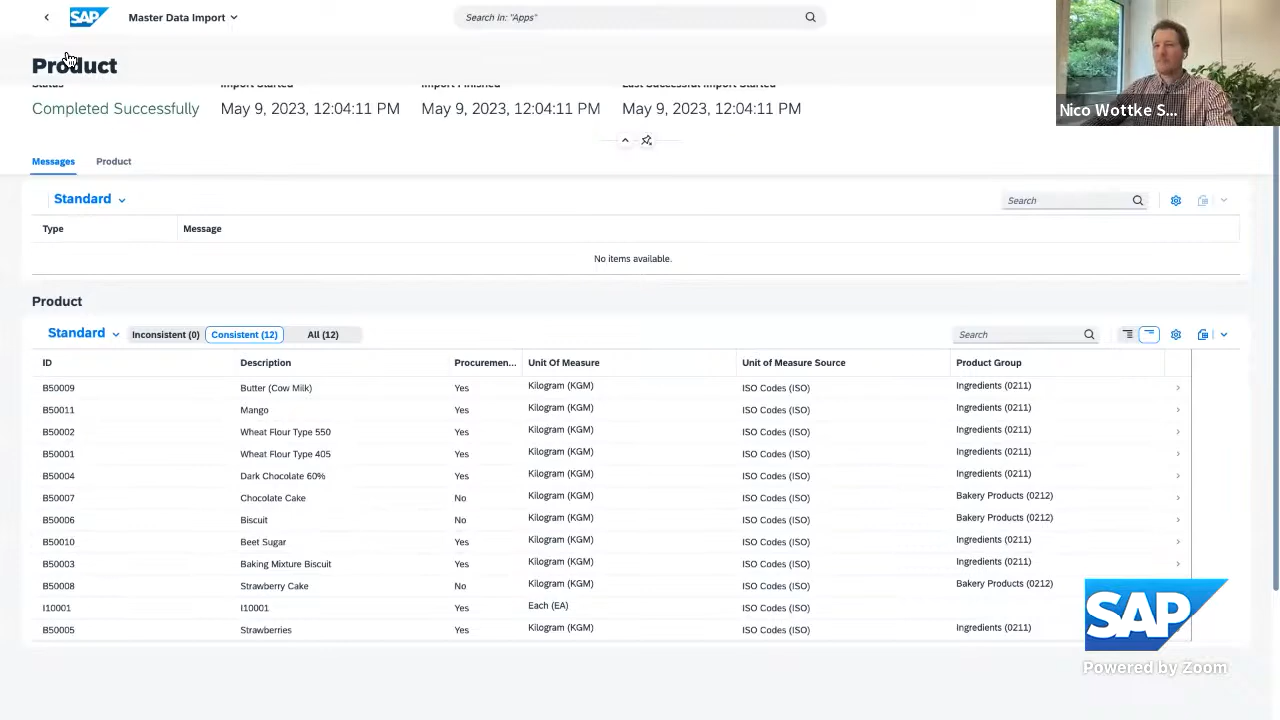 SAP Master Data Import Search In: "Apps"
Product
Status Import Started Import Finished Last Successful Import Started
Completed Successfully May 9, 2023, 12:04:11 PM May 9, 2023, 12:04:11 PM May 9, 2023, 12:04:11 PM
Nico Wottke S...
Messages Product
Standard Search
Type Message
No items available.
Product
Standard Inconsistent (0) Consistent (12) All (12) Search
ID Description Procuremen... Unit Of Measure Unit of Measure Source Product Group
B50009 Butter (Cow Milk) Yes Kilogram (KGM) ISO Codes (ISO) Ingredients (0211)
B50011 Mango Yes Kilogram (KGM) ISO Codes (ISO) Ingredients (0211)
B50002 Wheat Flour Type 550 Yes Kilogram (KGM) ISO Codes (ISO) Ingredients (0211)
B50001 Wheat Flour Type 405 Yes Kilogram (KGM) ISO Codes (ISO) Ingredients (0211)
B50004 Dark Chocolate 60% Yes Kilogram (KGM) ISO Codes (ISO) Ingredients (0211)
B50007 Chocolate Cake No Kilogram (KGM) ISO Codes (ISO) Bakery Products (0212)
B50006 Biscuit No Kilogram (KGM) ISO Codes (ISO) Bakery Products (0212)
B50010 Beet Sugar Yes Kilogram (KGM) ISO Codes (ISO) Ingredients (0211)
B50003 Baking Mixture Biscuit Yes Kilogram (KGM) ISO Codes (ISO) Ingredients (0211)
B50008 Strawberry Cake No Kilogram (KGM) ISO Codes (ISO) Bakery Products (0212)
I10001 I10001 Yes Each (EA) ISO Codes (ISO)
B50005 Strawberries Yes Kilogram (KGM) ISO Codes (ISO) Ingredients (0211)
SAP
Powered by Zoom